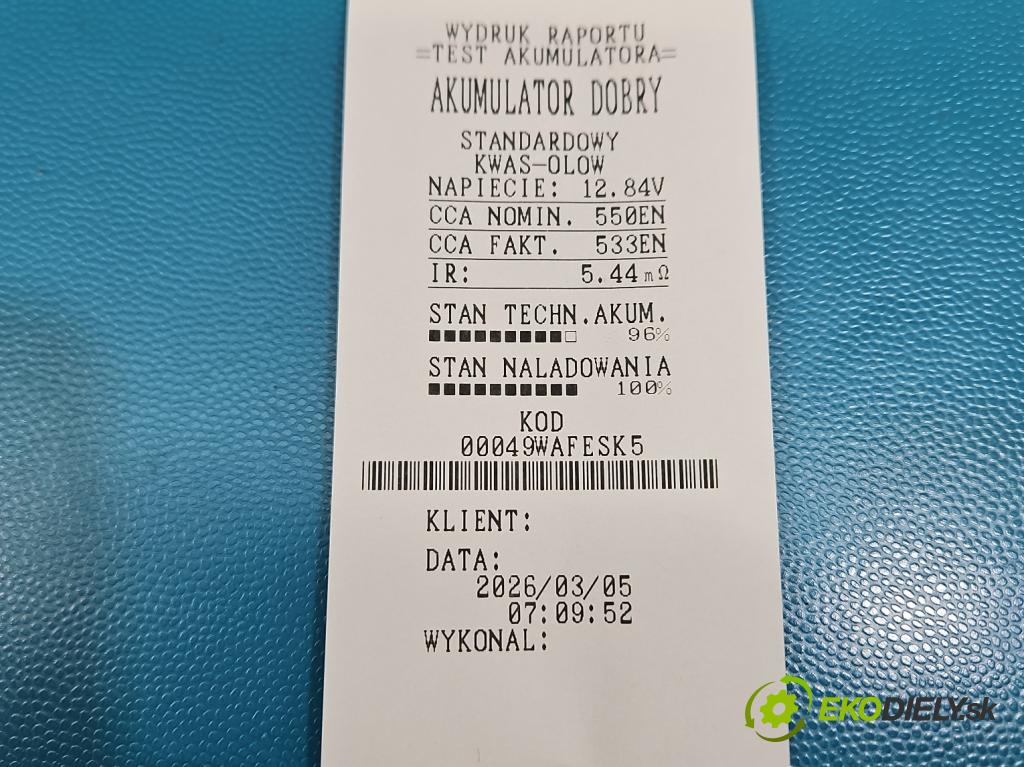 WYDRUK RAPORTU
=TEST AKUMULATORA=
AKUMULATOR DOBRY
STANDARDOWY
KWAS-OLOW
NAPIECIE: 12.84V
CCA NOMIN. 550EN
CCA FAKT. 533EN
IR: 5.44mΩ
STAN TECHN.AKUM.
96%
STAN NALADOWANIA
100%
KOD
00049WAFESK5
KLIENT:
DATA:
2026/03/05
07:09:52
WYKONAL:
EKODIELY.sk